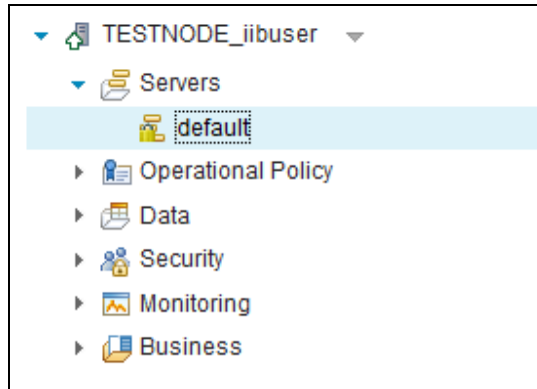 TESTNODE_iibuser
Servers
default
Operational Policy
Data
Security
Monitoring
Business